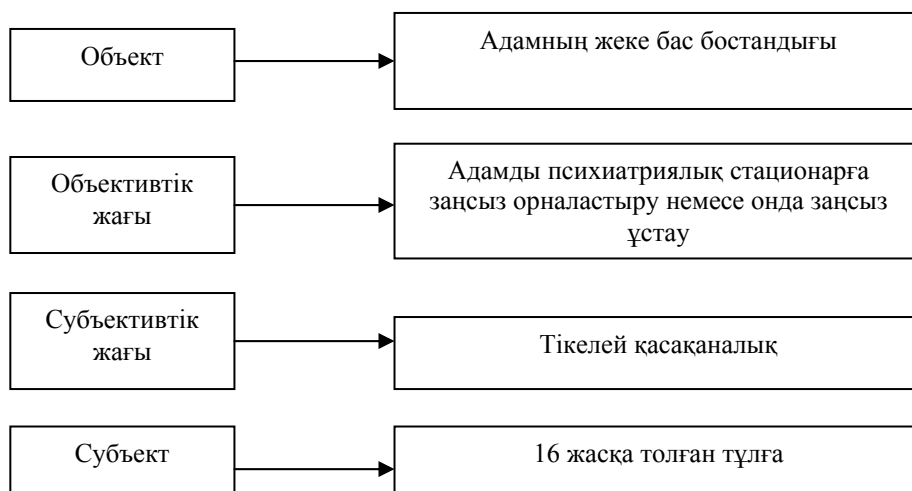 Объект
Адамның жеке бас бостандығы
Объективтік
жағы
Адамды психиатриялық стационарға
заңсыз орналастыру немесе онда заңсыз
ұстау
Субъективтік
жағы
Тікелей қасақаналық
Субъект
16 жасқа толған тұлға